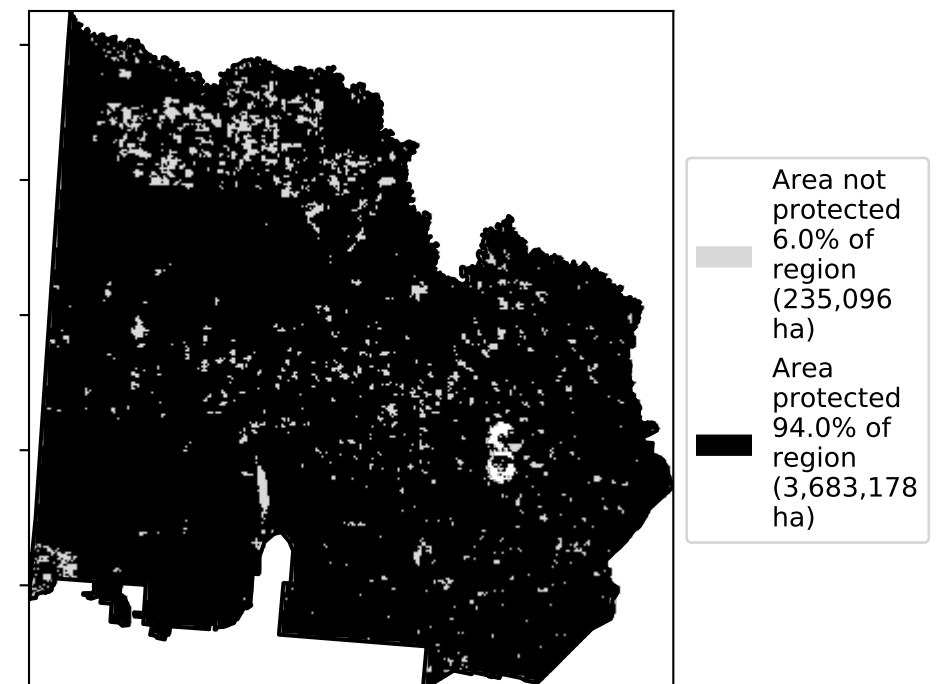 Area not
protected
6.0% of
region
(235,096
ha)
Area
protected
94.0% of
region
(3,683,178
ha)